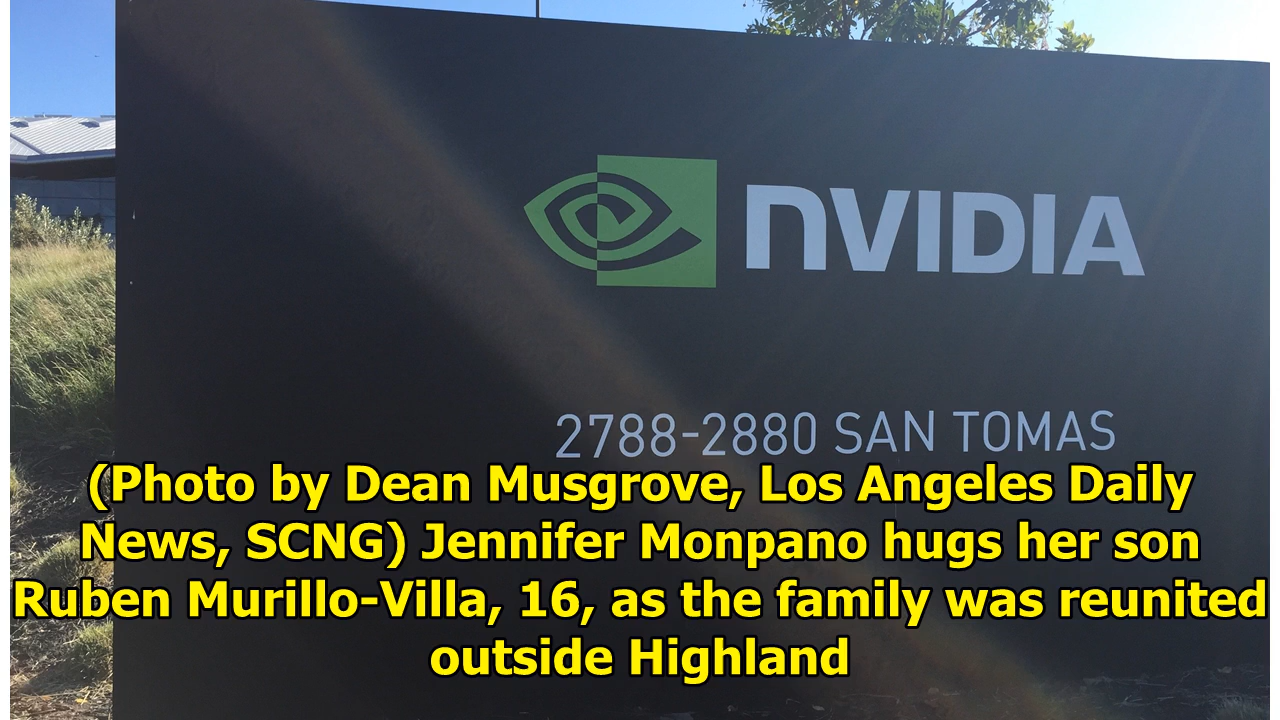 NVIDIA
2788-2880 SAN TOMAS
(Photo by Dean Musgrove, Los Angeles Daily
News, SCNG) Jennifer Monpano hugs her son
Ruben Murillo-Villa, 16, as the family was reunited
outside Highland